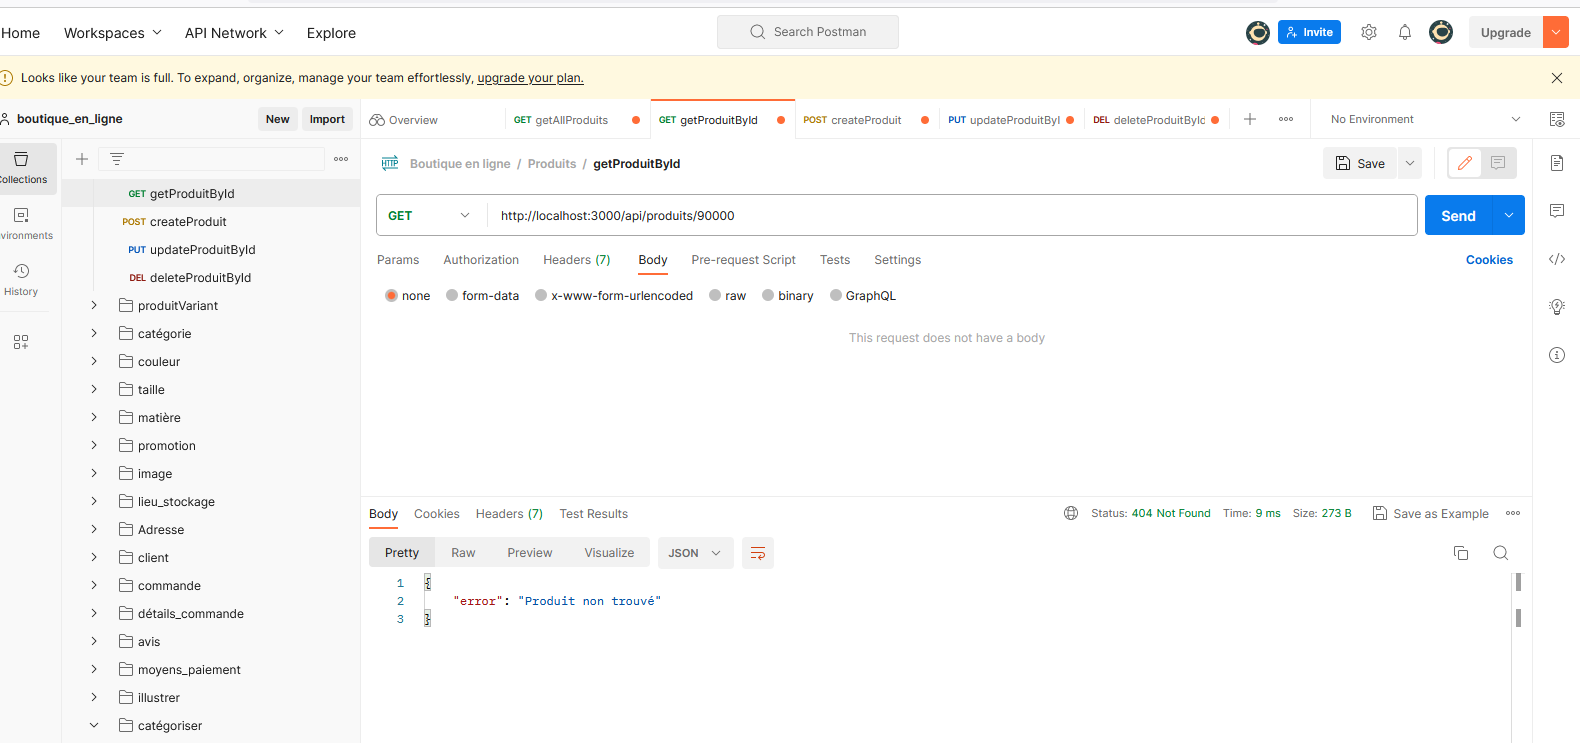 Home Workspaces API Network Explore Search Postman Invite Upgrade
Looks like your team is full. To expand, organize, manage your team effortlessly, upgrade your plan.
boutique_en_ligne New Import
Overview GET getAllProduits GET getProduitById POST createProduit PUT updateProduitByI DEL deleteProduitById No Environment
Collections
vironments
History
GET getProduitById
POST createProduit
PUT updateProduitById
DEL deleteProduitById
produitVariant
catégorie
couleur
taille
matière
promotion
image
lieu_stockage
Adresse
client
commande
détails_commande
avis
moyens_paiement
illustrer
catégoriser
HTTP Boutique en ligne / Produits / getProduitById Save
GET http://localhost:3000/api/produits/90000 Send
Params Authorization Headers (7) Body Pre-request Script Tests Settings Cookies
none form-data x-www-form-urlencoded raw binary GraphQL
This request does not have a body
Body Cookies Headers (7) Test Results Status: 404 Not Found Time: 9 ms Size: 273 B Save as Example
Pretty Raw Preview Visualize JSON
1 {
2 "error": "Produit non trouvé"
3 }